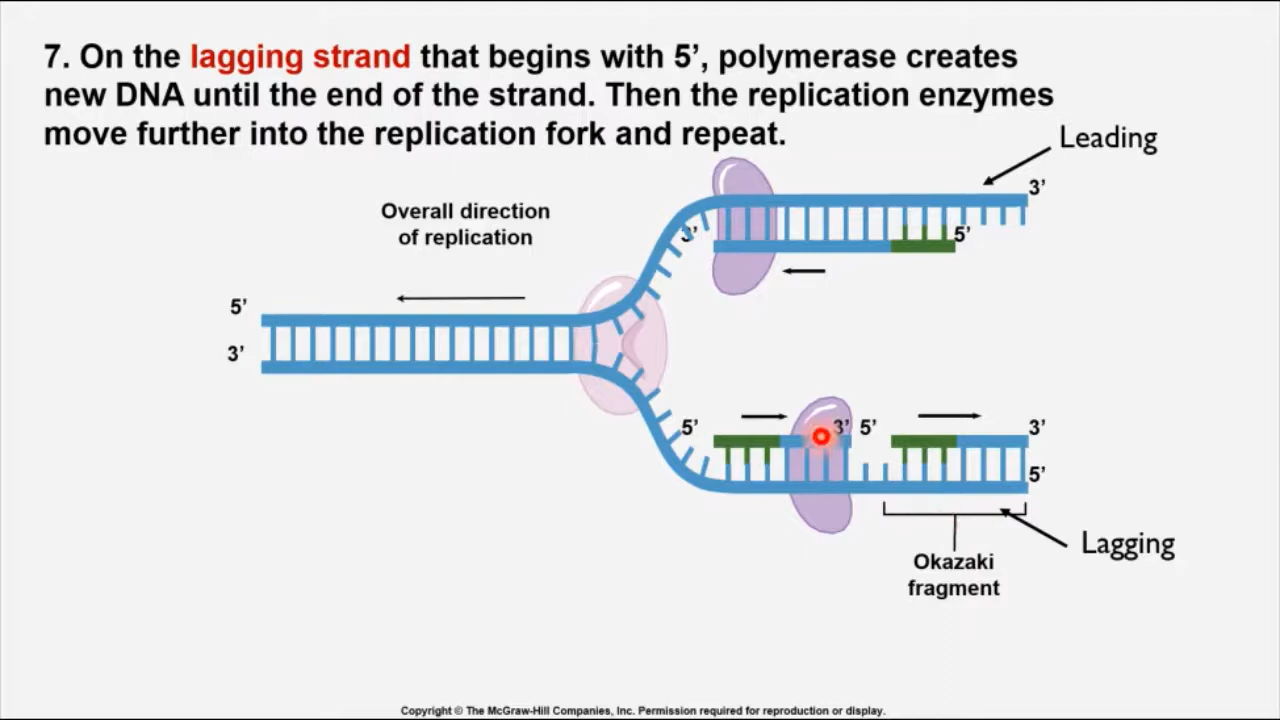 7. On the lagging strand that begins with 5’, polymerase creates
new DNA until the end of the strand. Then the replication enzymes
move further into the replication fork and repeat.
Leading
3’
Overall direction
of replication
3’
5’
5’
3’
5’
3’
5’
3’
5’
Lagging
Okazaki
fragment
Copyright © The McGraw-Hill Companies, Inc. Permission required for reproduction or display.